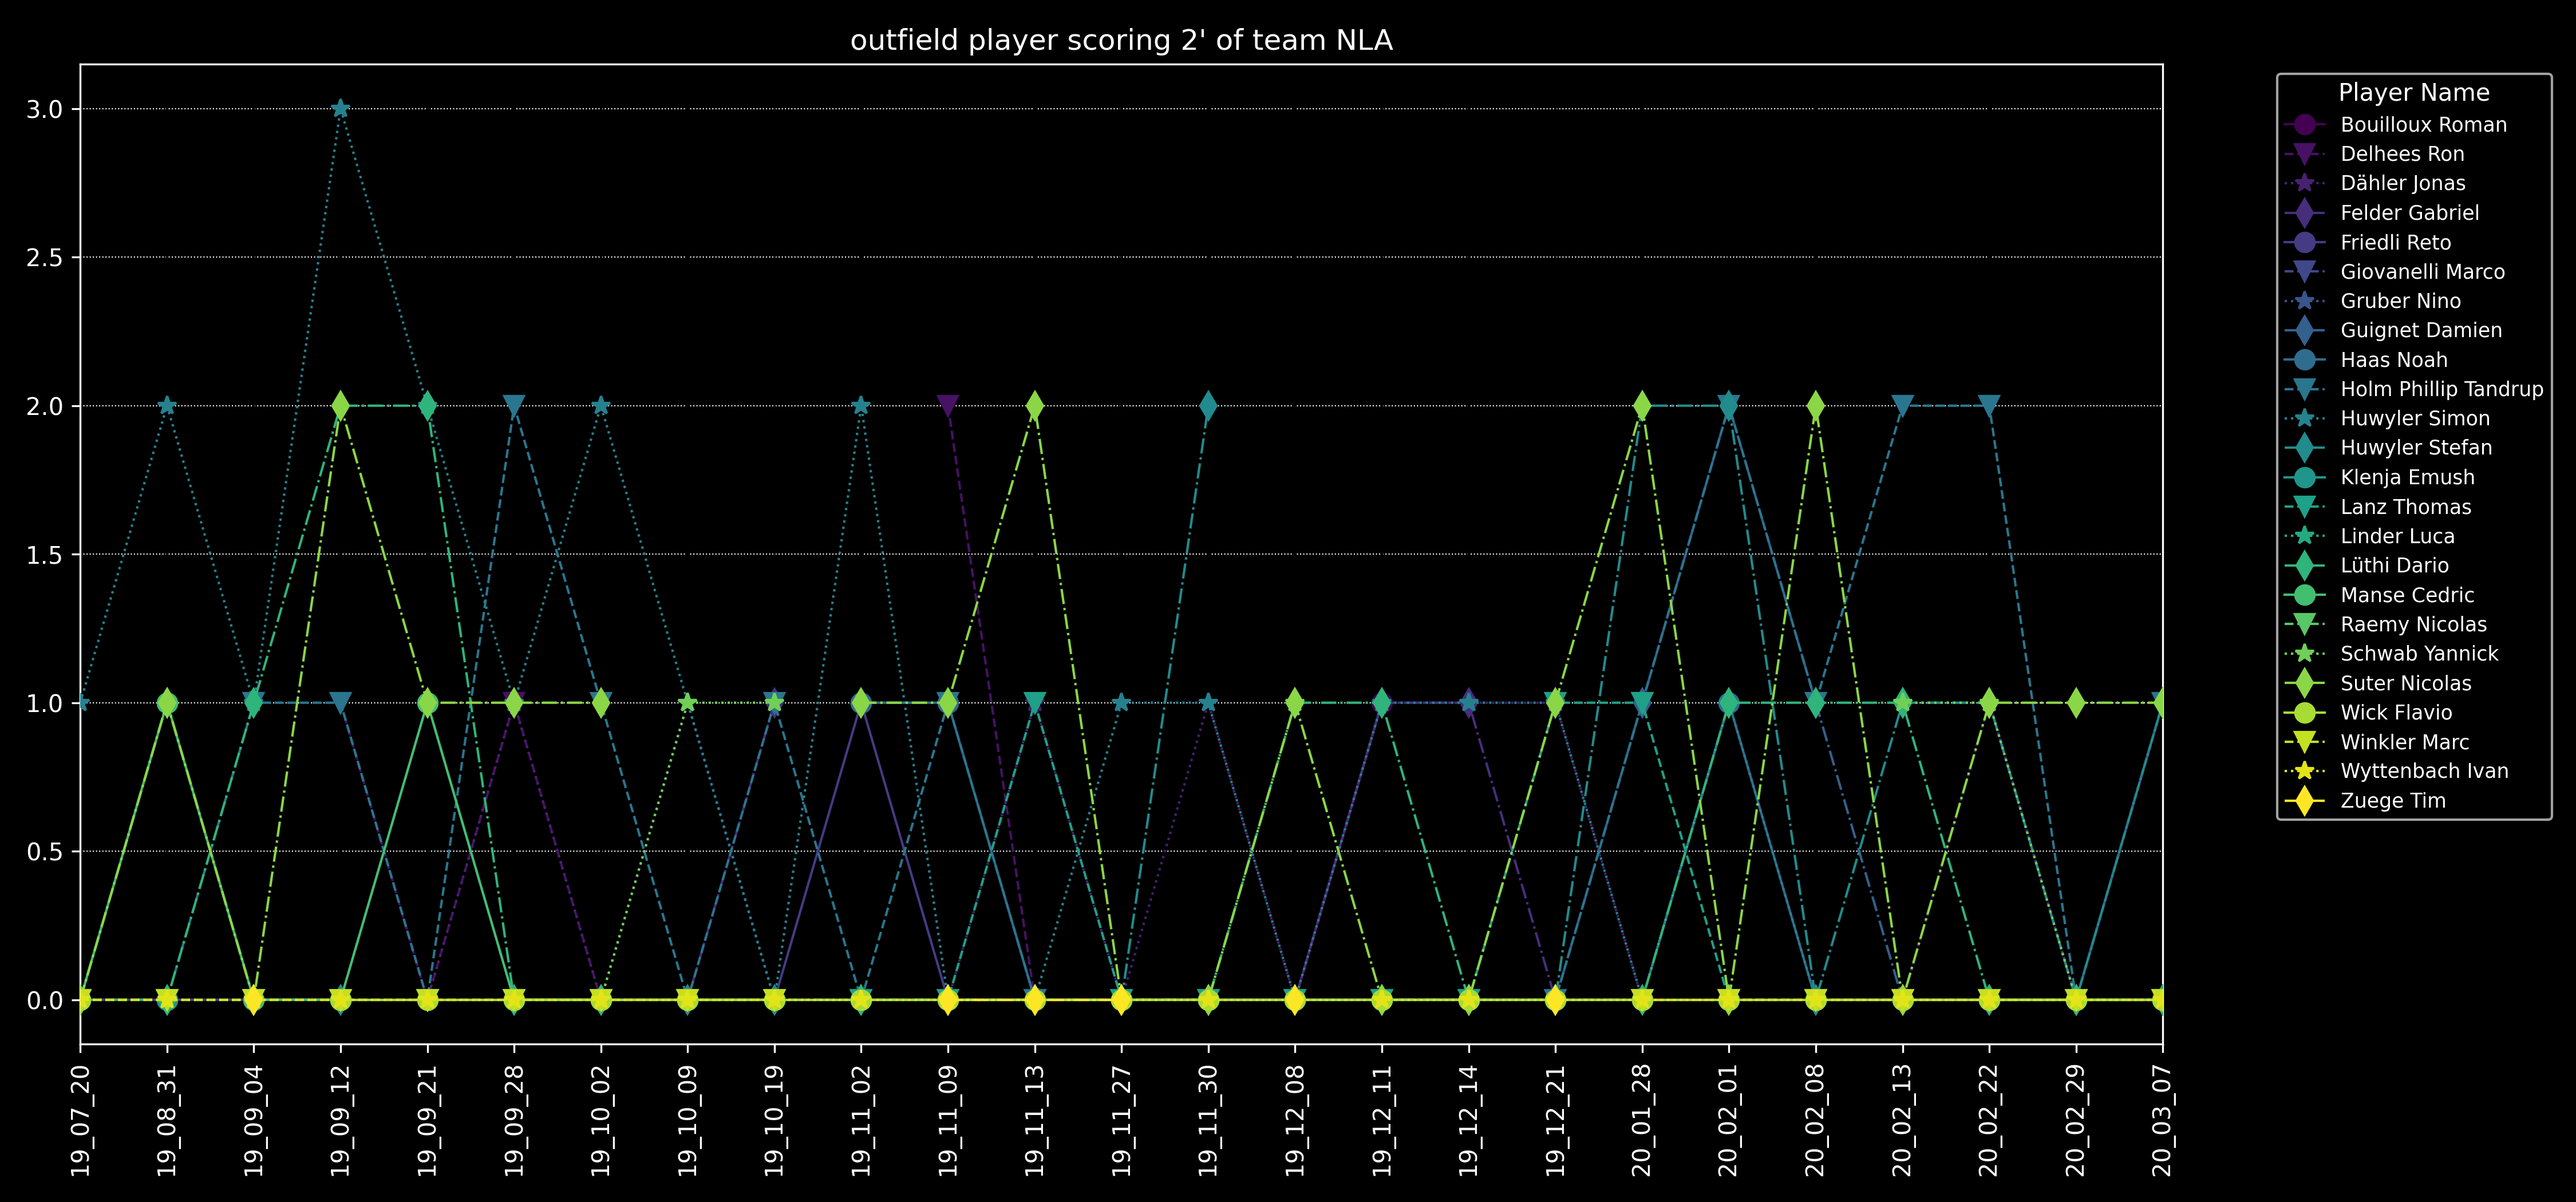 outfield player scoring 2' of team NLA
3.0
2.5
2.0
1.5
1.0
0.5
0.0
19_07_20
19_08_31
19_09_04
19_09_12
19_09_21
19_09_28
19_10_02
19_10_09
19_10_19
19_11_02
19_11_09
19_11_13
19_11_27
19_11_30
19_12_08
19_12_11
19_12_14
19_12_21
20_01_28
20_02_01
20_02_08
20_02_13
20_02_22
20_02_29
20_03_07
Player Name
Bouilloux Roman
Delhees Ron
Dähler Jonas
Felder Gabriel
Friedli Reto
Giovanelli Marco
Gruber Nino
Guignet Damien
Haas Noah
Holm Phillip Tandrup
Huwyler Simon
Huwyler Stefan
Klenja Emush
Lanz Thomas
Linder Luca
Lüthi Dario
Manse Cedric
Raemy Nicolas
Schwab Yannick
Suter Nicolas
Wick Flavio
Winkler Marc
Wyttenbach Ivan
Zuege Tim